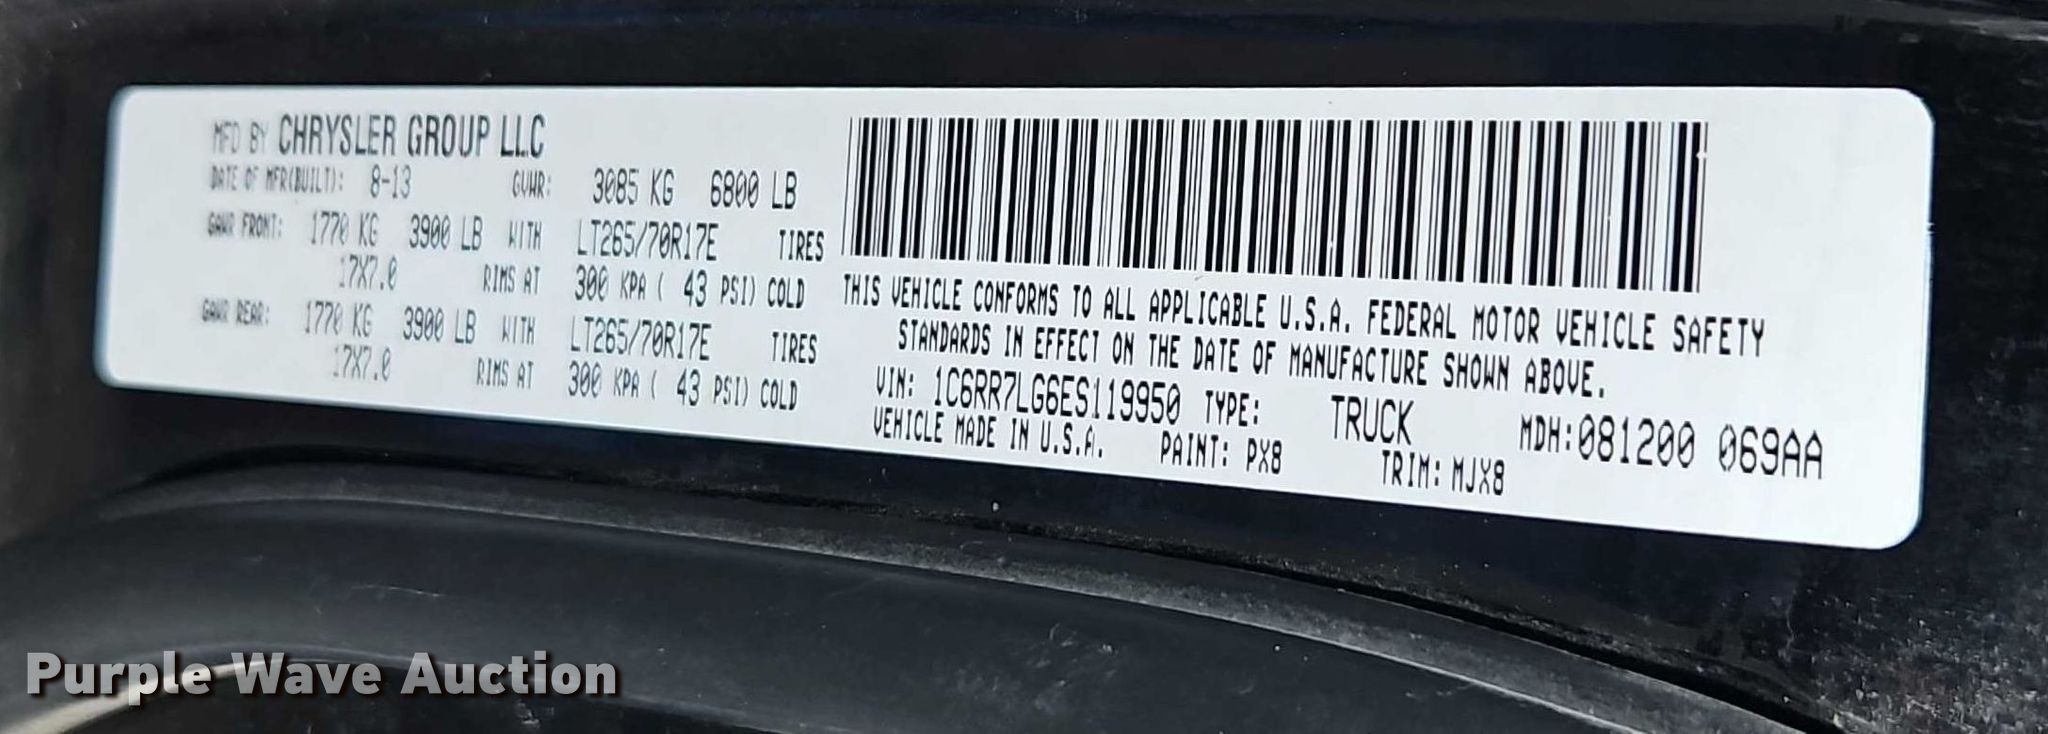 MFD BY CHRYSLER GROUP LLC
DATE OF MFR(BUILT): 8-13 GVWR: 3085 KG 6800 LB
GAWR FRONT: 1770 KG 3900 LB WITH LT265/70R17E TIRES
17X7.0 RIMS AT 300 KPA ( 43 PSI) COLD
GAWR REAR: 1770 KG 3900 LB WITH LT265/70R17E TIRES
17X7.0 RIMS AT 300 KPA ( 43 PSI) COLD
THIS VEHICLE CONFORMS TO ALL APPLICABLE U.S.A. FEDERAL MOTOR VEHICLE SAFETY
STANDARDS IN EFFECT ON THE DATE OF MANUFACTURE SHOWN ABOVE.
VIN: 1C6RR7LG6ES119950 TYPE: TRUCK MDH:081200 069AA
VEHICLE MADE IN U.S.A. PAINT: PX8 TRIM: MJX8
Purple Wave Auction